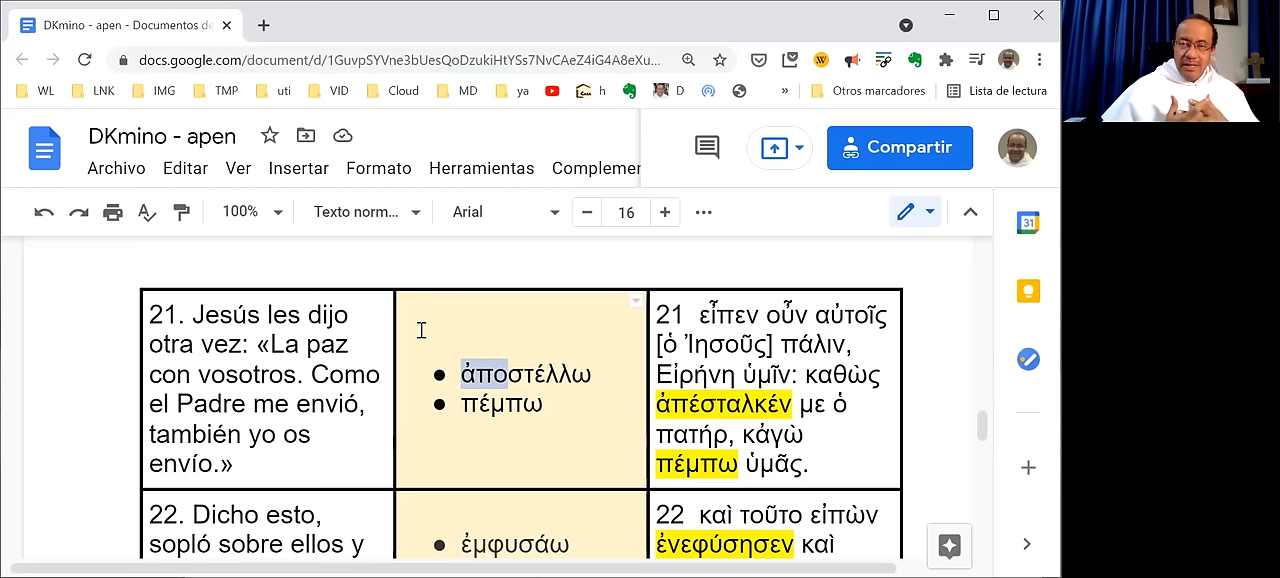 DKmino - apen - Documentos de
docs.google.com/document/d/1GuvpSYVne3bUesQoDzutiHtYSs7NvCAeZ4iG4A8eXu...
WL LNK IMG TMP uti VID Cloud MD ya h D » Otros marcadores Lista de lectura
DKmino - apen
Compartir
Archivo Editar Ver Insertar Formato Herramientas Complemen
100% Texto norm... Arial 16
31
21. Jesús les dijo
otra vez: «La paz
con vosotros. Como
el Padre me envió,
también yo os
envío.»
● ἀποστέλλω
● πέμπω
21 εἶπεν οὖν αὐτοῖς
[ὁ Ἰησοῦς] πάλιν,
Εἰρήνη ὑμῖν: καθὼς
ἀπέσταλκέν με ὁ
πατήρ, κἀγὼ
πέμπω ὑμᾶς.
22. Dicho esto,
sopló sobre ellos y
● ἐμφυσάω
22 καὶ τοῦτο εἰπὼν
ἐνεφύσησεν καὶ